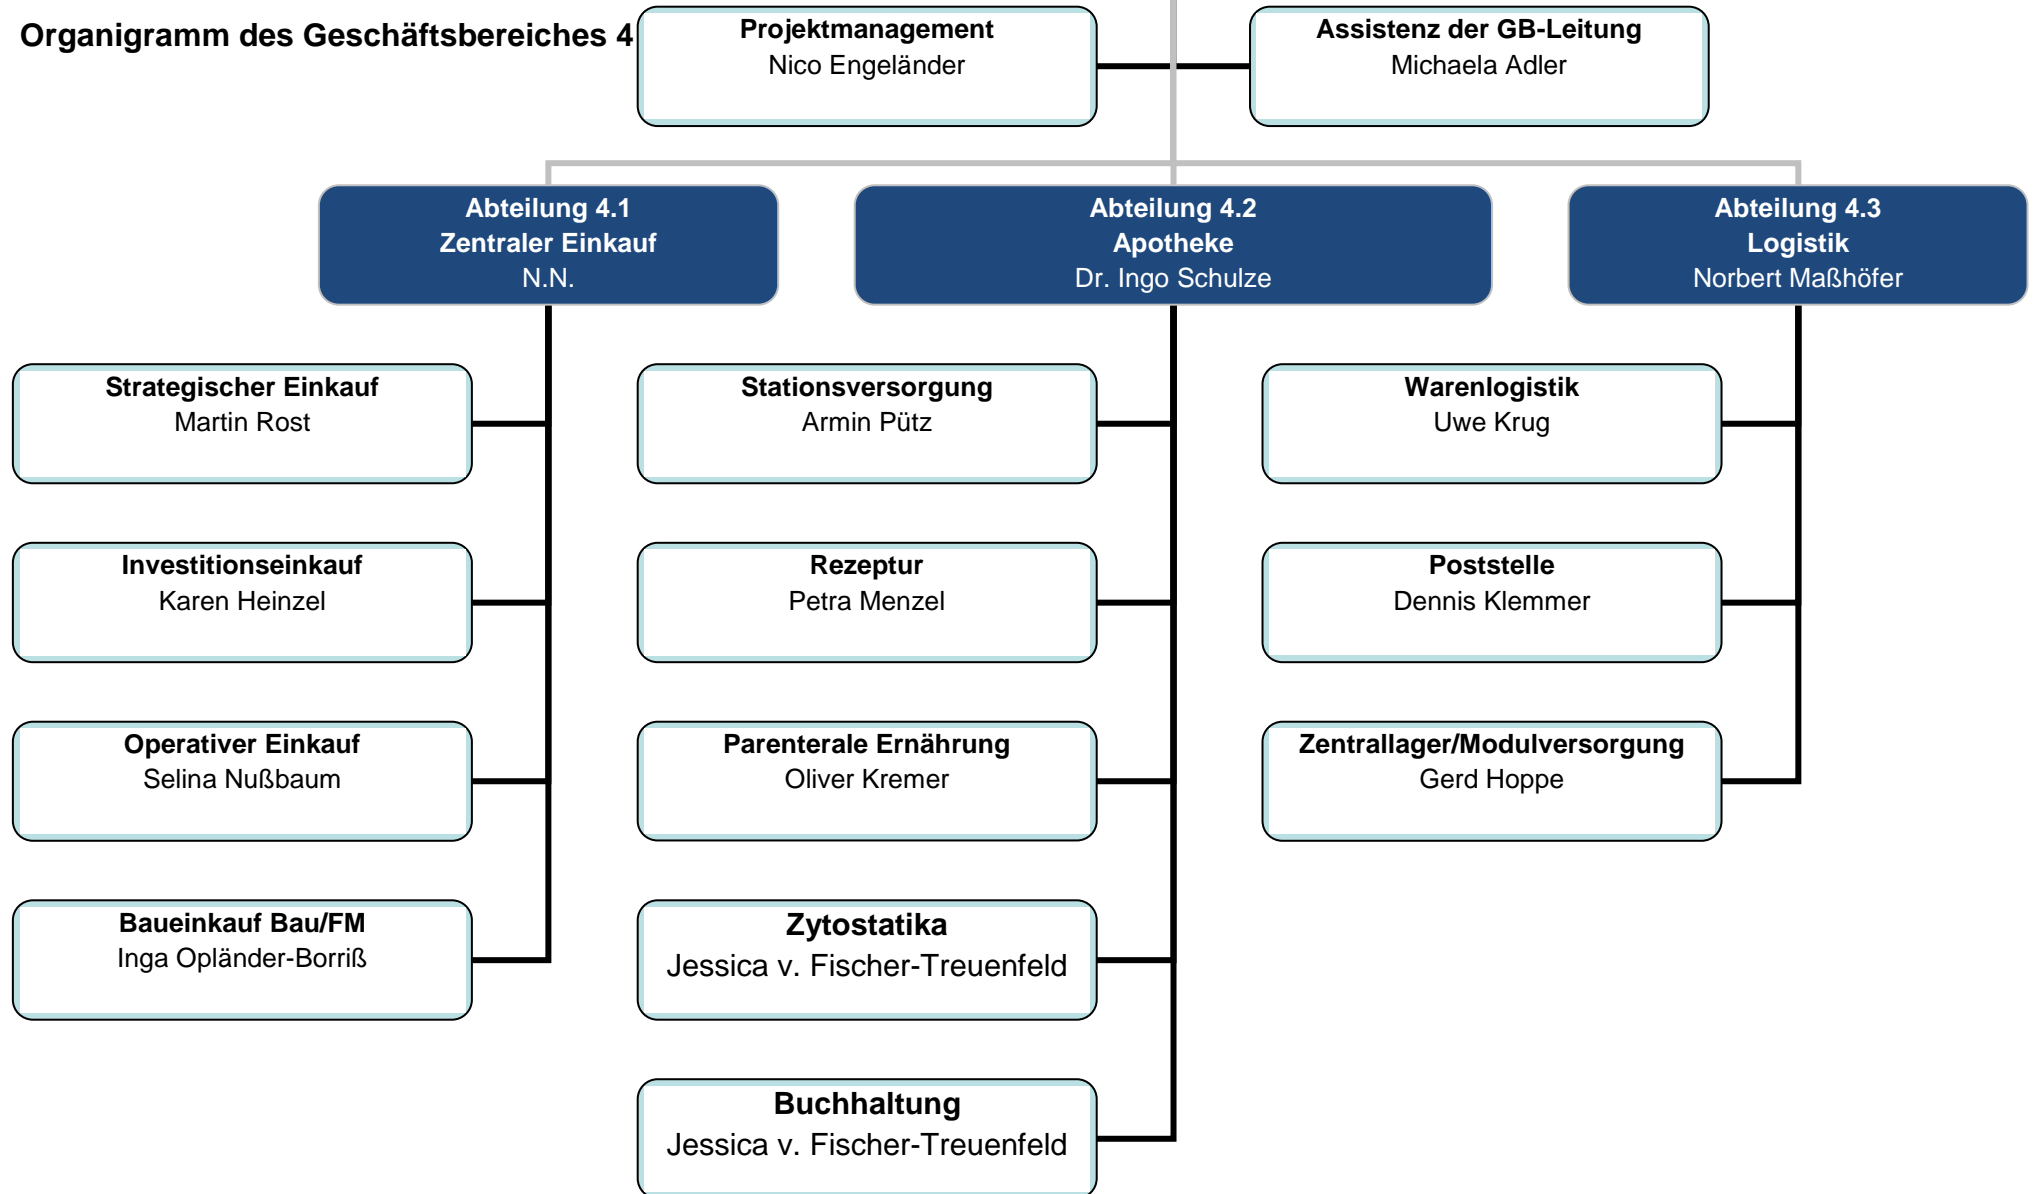 Organigramm des Geschäftsbereiches 4
Projektmanagement
Nico Engeländer
Assistenz der GB-Leitung
Michaela Adler
Abteilung 4.1
Zentraler Einkauf
N.N.
Abteilung 4.2
Apotheke
Dr. Ingo Schulze
Abteilung 4.3
Logistik
Norbert Maßhöfer
Strategischer Einkauf
Martin Rost
Stationsversorgung
Armin Pütz
Warenlogistik
Uwe Krug
Investitionseinkauf
Karen Heinzel
Rezeptur
Petra Menzel
Poststelle
Dennis Klemmer
Operativer Einkauf
Selina Nußbaum
Parenterale Ernährung
Oliver Kremer
Zentrallager/Modulversorgung
Gerd Hoppe
Baueinkauf Bau/FM
Inga Opländer-Borriß
Zytostatika
Jessica v. Fischer-Treuenfeld
Buchhaltung
Jessica v. Fischer-Treuenfeld